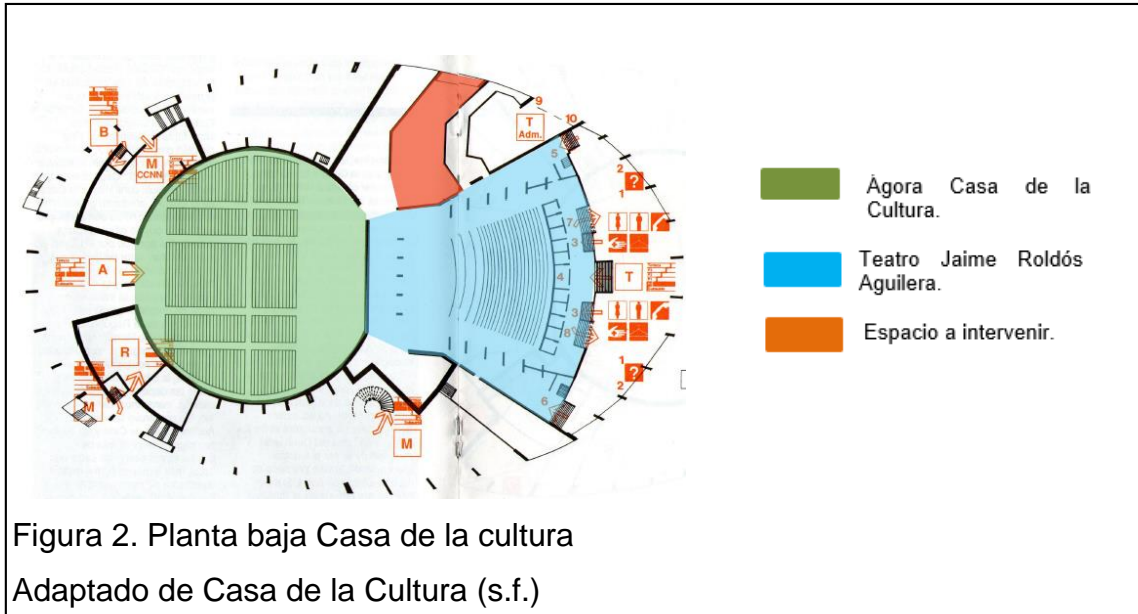 B
M
CCNN
A
R
M
M
T
Adm.
9
10
5
2
1
?
7
3
4
T
3
8
1
2
?
6
Ágora Casa de la
Cultura.
Teatro Jaime Roldós
Aguilera.
Espacio a intervenir.
Figura 2. Planta baja Casa de la cultura
Adaptado de Casa de la Cultura (s.f.)